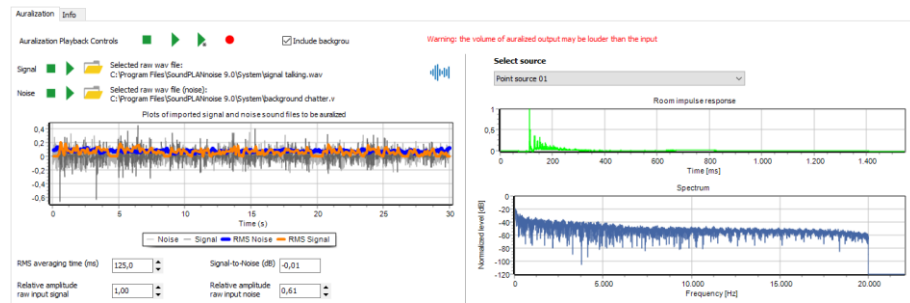 Auralization Info
Auralization Playback Controls
Include backgrou
Warning: the volume of auralized output may be louder than the input
Signal
Selected raw wav file:
C:\Program Files\SoundPLANnoise 9.0\System\signal talking.wav
Noise
Selected raw wav file (noise):
C:\Program Files\SoundPLANnoise 9.0\System\background chatter.v
Plots of imported signal and noise sound files to be auralized
0,4
0,2
0
-0,2
-0,4
-0,6
0 5 10 15 20 25 30
Time (s)
Noise Signal RMS Noise RMS Signal
RMS averaging time (ms) 125,0
Signal-to-Noise (dB) -0,01
Relative amplitude
raw input signal 1,00
Relative amplitude
raw input noise 0,61
Select source
Point source 01
Room impulse response
1
0,5
0
0 200 400 600 800 1.000 1.200 1.400
Time [ms]
Spectrum
Normalized level [dB]
0
-20
-40
-60
-80
-100
-120
0 5.000 10.000 15.000 20.000
Frequency [Hz]